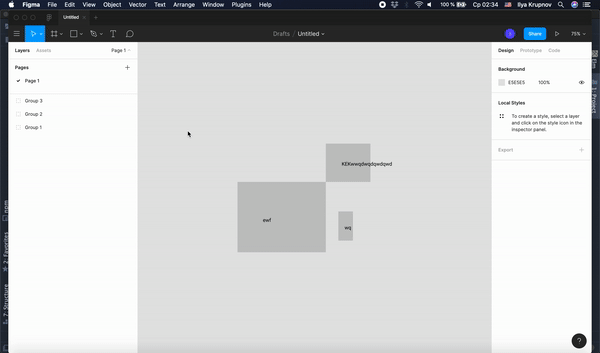 Figma File Edit View Object Vector Text Arrange Window Plugins Help 100 % Ср 02:34 Ilya Krupnov
Untitled
Drafts / Untitled I Share 75%
Layers Assets Page 1 Design Prototype Code
Pages Background
Page 1 E5E5E5 100%
Group 3 Local Styles
Group 2 To create a style, select a layer
Group 1 and click on the style icon in the
inspector panel.
Export
KEKwwqdwqdqwdqwd
ewf
wq
1: Project
npm
2: Favorites
7: Structure
?